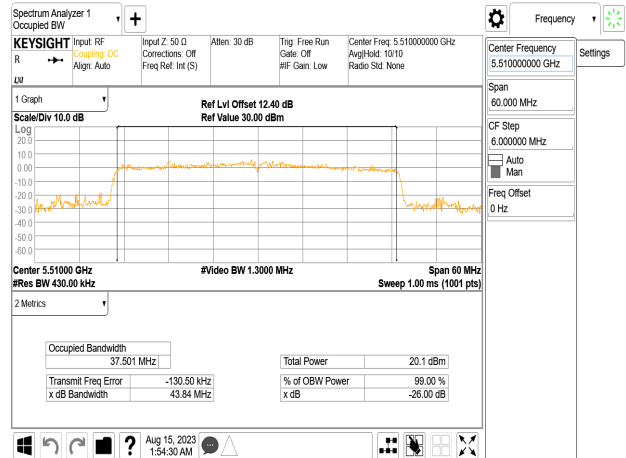 Spectrum Analyzer 1
Occupied BW
Frequency
KEYSIGHT
R
Input: RF
Coupling: DC
Align: Auto
Input Z: 50 Ω
Corrections: Off
Freq Ref: Int (S)
Atten: 30 dB
Trig: Free Run
Gate: Off
#IF Gain: Low
Center Freq: 5.510000000 GHz
Avg|Hold: 10/10
Radio Std: None
Center Frequency
5.510000000 GHz
Settings
Span
60.000 MHz
CF Step
6.000000 MHz
Auto
Man
Freq Offset
0 Hz
1 Graph
Scale/Div 10.0 dB
Ref Lvl Offset 12.40 dB
Ref Value 30.00 dBm
Log
20.0
10.0
0.00
-10.0
-20.0
-30.0
-40.0
-50.0
-60.0
Center 5.51000 GHz
#Video BW 1.3000 MHz
Span 60 MHz
#Res BW 430.00 kHz
Sweep 1.00 ms (1001 pts)
2 Metrics
Occupied Bandwidth
37.501 MHz
Total Power 20.1 dBm
Transmit Freq Error -130.50 kHz
% of OBW Power 99.00 %
x dB Bandwidth 43.84 MHz
x dB -26.00 dB
?
Aug 15, 2023
1:54:30 AM